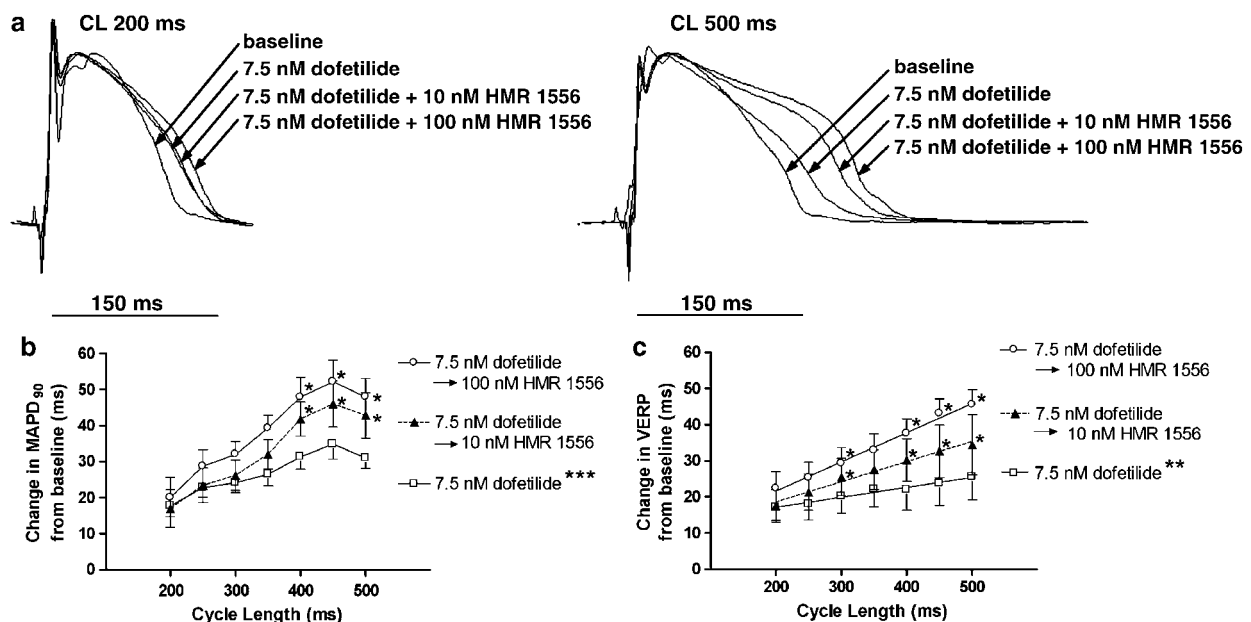 a
CL 200 ms
baseline
7.5 nM dofetilide
7.5 nM dofetilide + 10 nM HMR 1556
7.5 nM dofetilide + 100 nM HMR 1556
150 ms
CL 500 ms
baseline
7.5 nM dofetilide
7.5 nM dofetilide + 10 nM HMR 1556
7.5 nM dofetilide + 100 nM HMR 1556
150 ms
b
Change in MAPD90
from baseline (ms)
60
50
40
30
20
10
0
200
300
400
500
Cycle Length (ms)
* * *
* * *
7.5 nM dofetilide
→ 100 nM HMR 1556
7.5 nM dofetilide
→ 10 nM HMR 1556
7.5 nM dofetilide ***
c
Change in VERP
from baseline (ms)
60
50
40
30
20
10
0
200
300
400
500
Cycle Length (ms)
* * * *
* * * *
7.5 nM dofetilide
→ 100 nM HMR 1556
7.5 nM dofetilide
→ 10 nM HMR 1556
7.5 nM dofetilide **